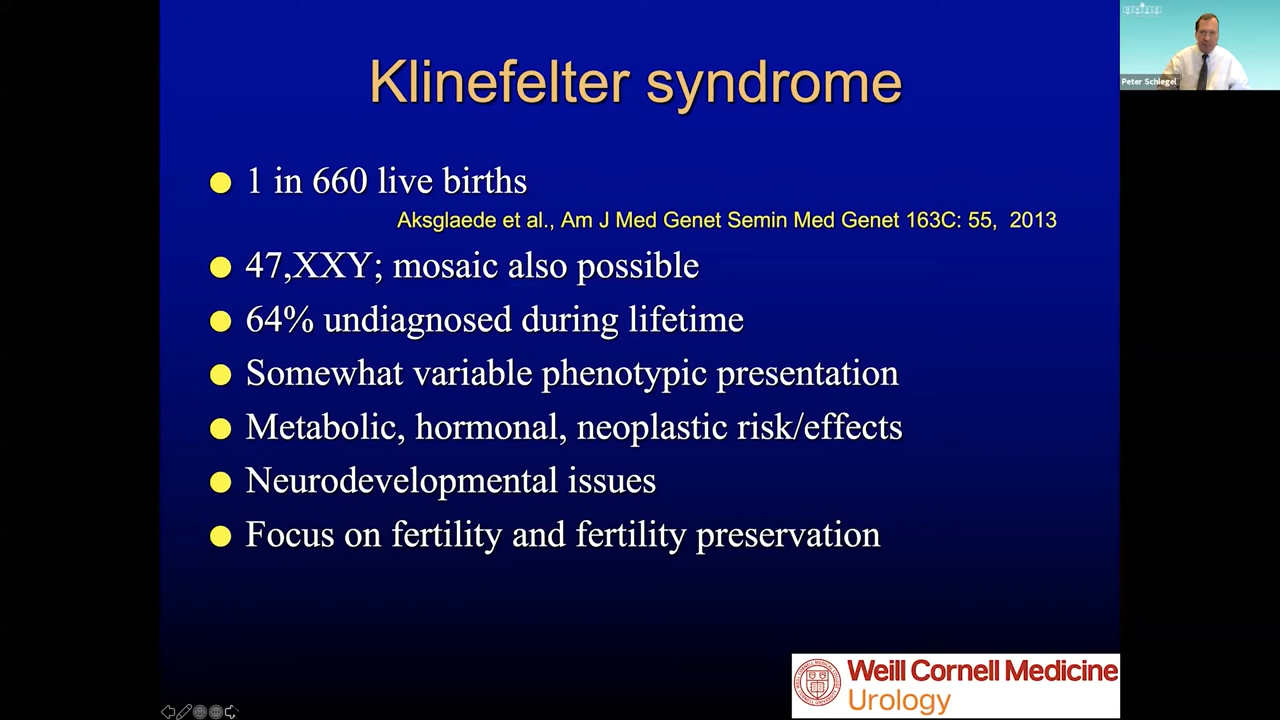 Klinefelter syndrome
Peter Schlegel
1 in 660 live births
Aksglaede et al., Am J Med Genet Semin Med Genet 163C: 55, 2013
47,XXY; mosaic also possible
64% undiagnosed during lifetime
Somewhat variable phenotypic presentation
Metabolic, hormonal, neoplastic risk/effects
Neurodevelopmental issues
Focus on fertility and fertility preservation
Weill Cornell Medicine
Urology